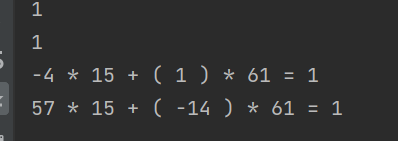 1
1
-4 * 15 + ( 1 ) * 61 = 1
57 * 15 + ( -14 ) * 61 = 1